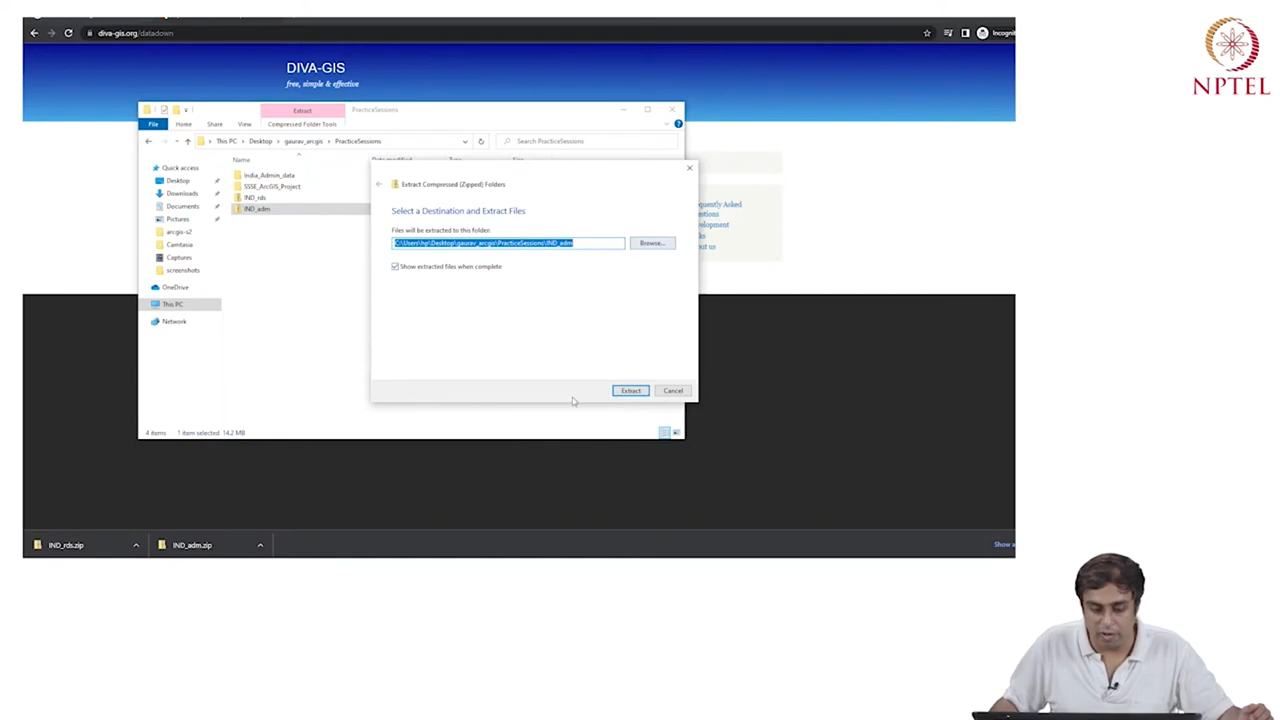 diva-gis.org/datadown
Incognit
NPTEL
DIVA-GIS
free, simple & effective
Extract
PracticeSessions
File
Home
Share
View
Compressed Folder Tools
This PC
Desktop
gaurav_arcgis
PracticeSessions
Search PracticeSessions
Name
Quick access
Desktop
Downloads
Documents
Pictures
arcgis-s2
Camtasia
Captures
screenshots
OneDrive
This PC
Network
India_Admin_data
SSSE_ArcGIS_Project
IND_rds
IND_adm
Extract Compressed (Zipped) Folders
Select a Destination and Extract Files
Files will be extracted to this folder:
C:\Users\hp\Desktop\gaurav_arcgis\PracticeSessions\IND_adm
Browse...
Show extracted files when complete
Extract
Cancel
4 items
1 item selected 14.2 MB
IND_rds.zip
IND_adm.zip
Show a